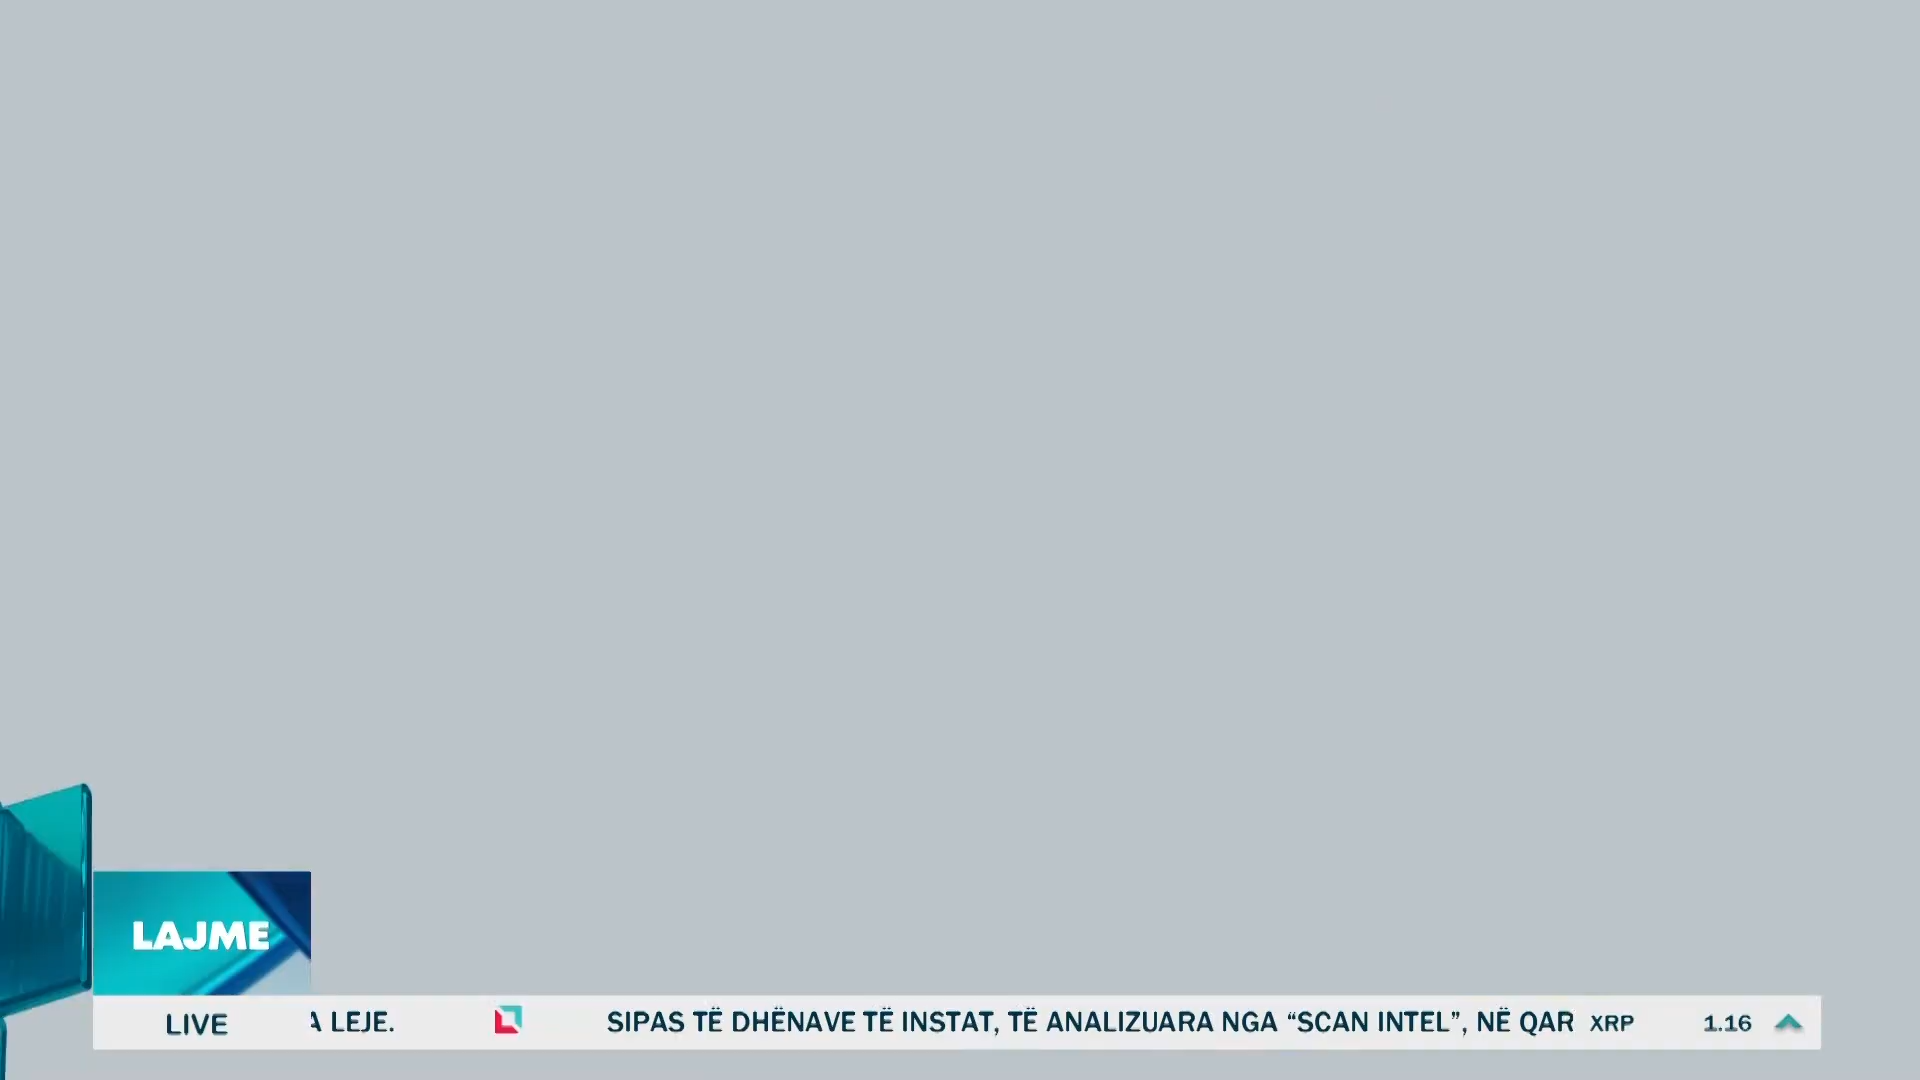 LAJME
LIVE A LEJE. SIPAS TË DHËNAVE TË INSTAT, TË ANALIZUARA NGA “SCAN INTEL”, NË QAR XRP 1.16